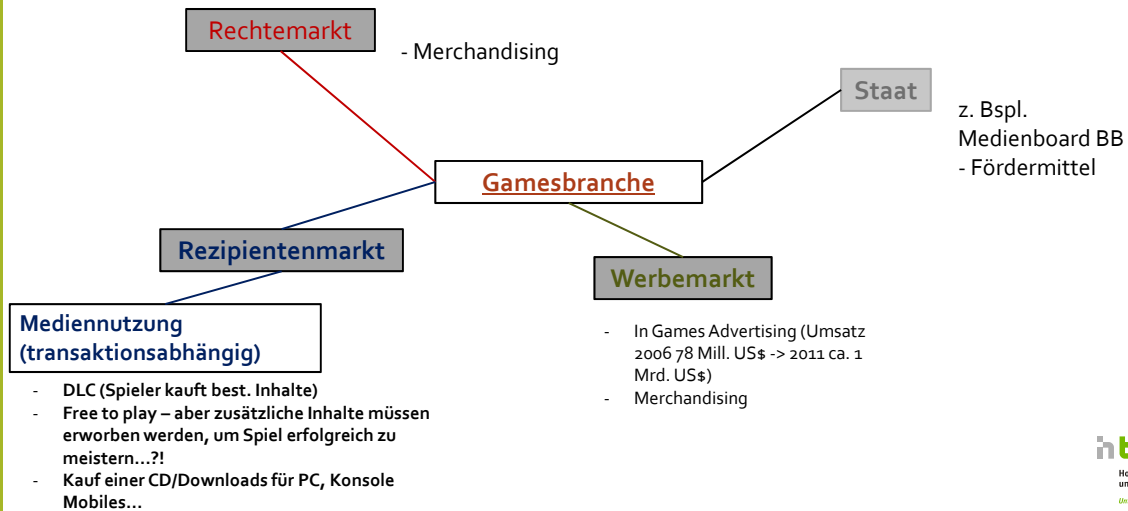 Rechtemarkt
- Merchandising
Staat
z. Bspl.
Medienboard BB
- Fördermittel
Gamesbranche
Rezipientenmarkt
Werbemarkt
Mediennutzung
(transaktionsabhängig)
- In Games Advertising (Umsatz
2006 78 Mill. US$ -> 2011 ca. 1
Mrd. US$)
- Merchandising
- DLC (Spieler kauft best. Inhalte)
- Free to play – aber zusätzliche Inhalte müssen
erworben werden, um Spiel erfolgreich zu
meistern…?!
- Kauf einer CD/Downloads für PC, Konsole
Mobiles…